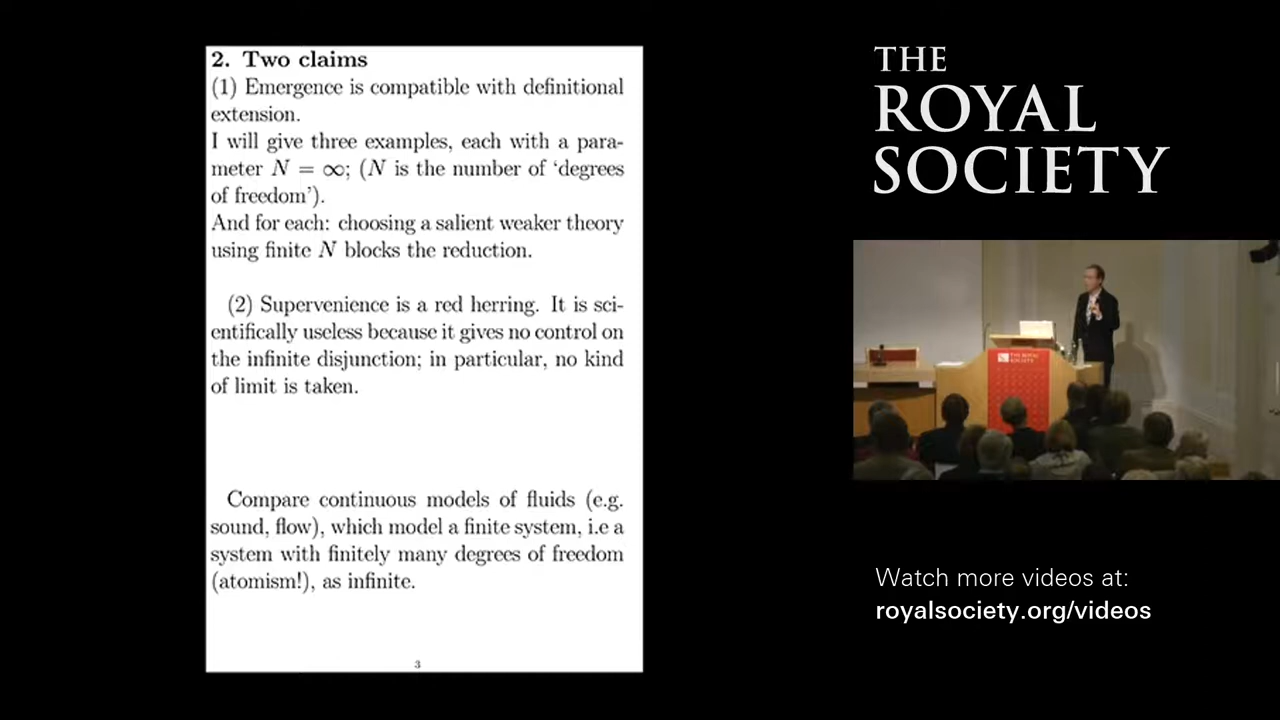 2. Two claims
(1) Emergence is compatible with definitional
extension.
I will give three examples, each with a para-
meter N = ∞; (N is the number of ‘degrees
of freedom’).
And for each: choosing a salient weaker theory
using finite N blocks the reduction.
(2) Supervenience is a red herring. It is sci-
entifically useless because it gives no control on
the infinite disjunction; in particular, no kind
of limit is taken.
Compare continuous models of fluids (e.g.
sound, flow), which model a finite system, i.e a
system with finitely many degrees of freedom
(atomism!), as infinite.
3
THE
ROYAL
SOCIETY
THE ROYAL
SOCIETY
Watch more videos at:
royalsociety.org/videos